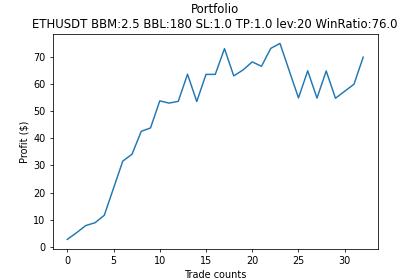 Portfolio
ETHUSDT BBM:2.5 BBL:180 SL:1.0 TP:1.0 lev:20 WinRatio:76.0
70
60
50
40
30
20
10
0
Profit ($)
0 5 10 15 20 25 30
Trade counts